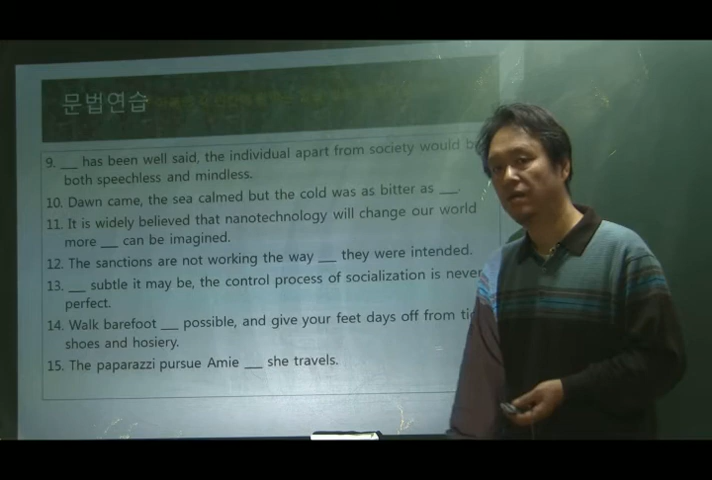 문법연습
9. ___ has been well said, the individual apart from society would
both speechless and mindless.
10. Dawn came, the sea calmed but the cold was as bitter as ___.
11. It is widely believed that nanotechnology will change our world
more ___ can be imagined.
12. The sanctions are not working the way ___ they were intended.
13. ___ subtle it may be, the control process of socialization is never
perfect.
14. Walk barefoot ___ possible, and give your feet days off from
shoes and hosiery.
15. The paparazzi pursue Amie ___ she travels.